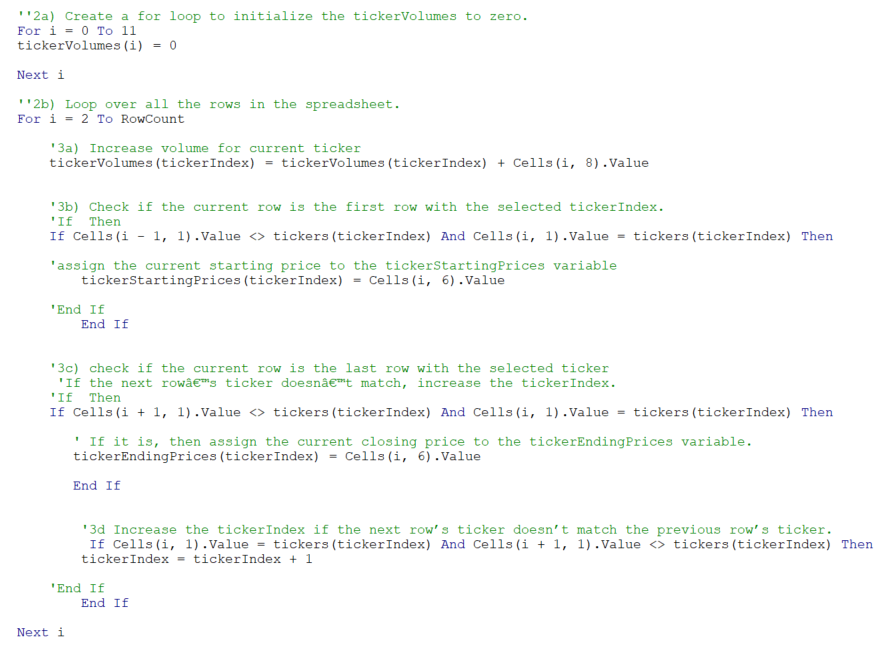 ''2a) Create a for loop to initialize the tickerVolumes to zero.
For i = 0 To 11
tickerVolumes(i) = 0
Next i
''2b) Loop over all the rows in the spreadsheet.
For i = 2 To RowCount
'3a) Increase volume for current ticker
tickerVolumes(tickerIndex) = tickerVolumes(tickerIndex) + Cells(i, 8).Value
'3b) Check if the current row is the first row with the selected tickerIndex.
'If  Then
If Cells(i - 1, 1).Value <> tickers(tickerIndex) And Cells(i, 1).Value = tickers(tickerIndex) Then
'assign the current starting price to the tickerStartingPrices variable
tickerStartingPrices(tickerIndex) = Cells(i, 6).Value
'End If
End If
'3c) check if the current row is the last row with the selected ticker
'If the next rowâ€™s ticker doesnâ€™t match, increase the tickerIndex.
'If  Then
If Cells(i + 1, 1).Value <> tickers(tickerIndex) And Cells(i, 1).Value = tickers(tickerIndex) Then
' If it is, then assign the current closing price to the tickerEndingPrices variable.
tickerEndingPrices(tickerIndex) = Cells(i, 6).Value
End If
'3d Increase the tickerIndex if the next row’s ticker doesn’t match the previous row’s ticker.
If Cells(i, 1).Value = tickers(tickerIndex) And Cells(i + 1, 1).Value <> tickers(tickerIndex) Then
tickerIndex = tickerIndex + 1
'End If
End If
Next i